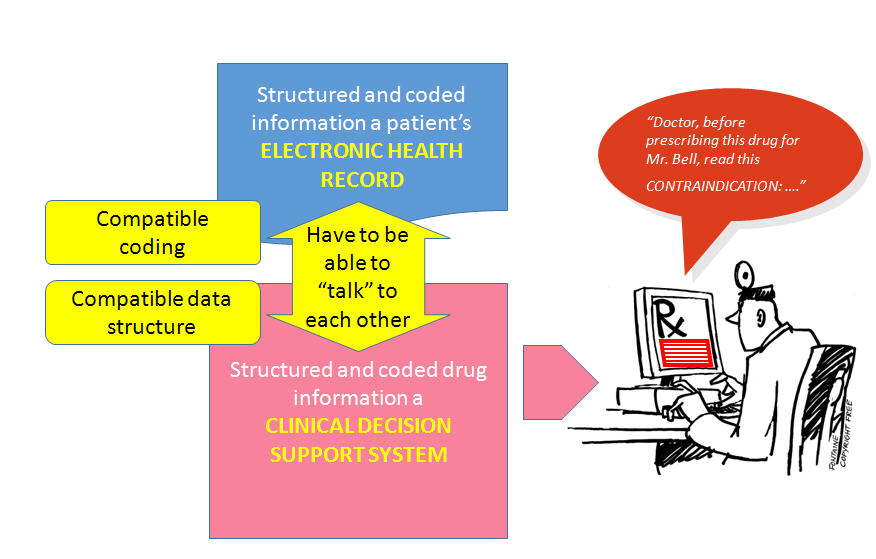 Structured and coded
information a patient's
ELECTRONIC HEALTH
RECORD
Compatible
coding
Compatible data
structure
Have to be
able to
“talk” to
each other
Structured and coded drug
information a
CLINICAL DECISION
SUPPORT SYSTEM
“Doctor, before
prescribing this drug for
Mr. Bell, read this
CONTRAINDICATION: ....”
Rx
FONTAINE
COPYRIGHT FREE